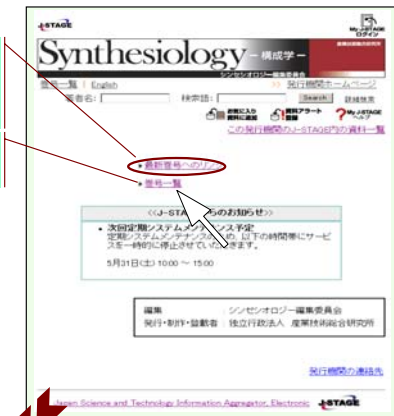 J-STAGE
My J-STAGE
ログイン
Synthesiology - 構成学 -
シンセシオロジー編集委員会
巻号一覧 | English
>> 発行機関ホームページ
著者名: 検索語: Search 詳細検索
お気に入り
資料に追加
資料アラート
登録
My J-STAGE
ヘルプ
この発行機関のJ-STAGE内の資料一覧
最新巻号へのリンク
巻号一覧
<<J-STAGEからのお知らせ>>
次回定期システムメンテナンス予定
定期システムメンテナンスのため、以下の時間帯にサービ
スを一時的に停止させていただきます。
5月31日(土) 10:00 ~ 15:00
編集 : シンセシオロジー編集委員会
発行・制作・登載者 : 独立行政法人 産業技術総合研究所
発行機関の連絡先
Japan Science and Technology Information Aggregator, Electronic J-STAGE